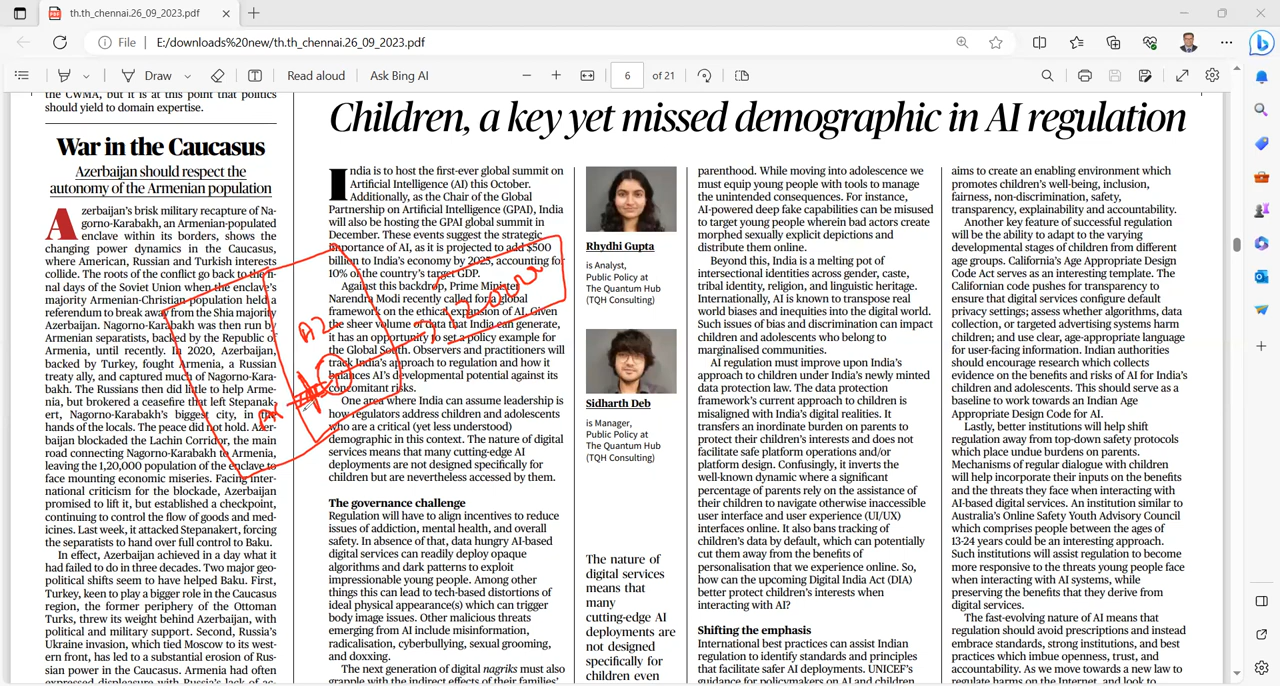 th.th_chennai.26_09_2023.pdf
File
E:/downloads%20new/th.th_chennai.26_09_2023.pdf
Draw
Read aloud
Ask Bing AI
6
of 21
the CWMA, but it is at this point that politics
should yield to domain expertise.
War in the Caucasus
Azerbaijan should respect the
autonomy of the Armenian population
Azerbaijan's brisk military recapture of Na-
gorno-Karabakh, an Armenian-populated
enclave within its borders, shows the
changing power dynamics in the Caucasus,
where American, Russian and Turkish interests
collide. The roots of the conflict go back to the
nal days of the Soviet Union when the enclave's
majority Armenian-Christian population held a
referendum to break away from the Shia majority
Azerbaijan. Nagorno-Karabakh was then run by
Armenian separatists, backed by the Republic of
Armenia, until recently. In 2020, Azerbaijan,
backed by Turkey, fought Armenia, a Russian
treaty ally, and captured much of Nagorno-Kara-
bakh. The Russians then did little to help Arme-
nia, but brokered a ceasefire that left Stepanak-
ert, Nagorno-Karabakh's biggest city, in the
hands of the locals. The peace did not hold. Azer-
baijan blockaded the Lachin Corridor, the main
road connecting Nagorno-Karabakh to Armenia,
leaving the 1,20,000 population of the enclave to
face mounting economic miseries. Facing inter-
national criticism for the blockade, Azerbaijan
promised to lift it, but established a checkpoint,
continuing to control the flow of goods and med-
icines. Last week, it attacked Stepanakert, forcing
the separatists to hand over full control to Baku.
In effect, Azerbaijan achieved in a day what it
had failed to do in three decades. Two major geo-
political shifts seem to have helped Baku. First,
Turkey, keen to play a bigger role in the Caucasus
region, the former periphery of the Ottoman
Turks, threw its weight behind Azerbaijan, with
political and military support. Second, Russia's
Ukraine invasion, which tied Moscow to its west-
ern front, has led to a substantial erosion of Rus-
sian power in the Caucasus. Armenia had often
expressed displeasure with Russia's lack of ac-
Children, a key yet missed demographic in AI regulation
India is to host the first-ever global summit on
Artificial Intelligence (AI) this October.
Additionally, as the Chair of the Global
Partnership on Artificial Intelligence (GPAI), India
will also be hosting the GPAI global summit in
December. These events suggest the strategic
importance of AI, as it is projected to add $500
billion to India's economy by 2025, accounting for
10% of the country's target GDP.
Against this backdrop, Prime Minister
Narendra Modi recently called for a global
framework on the ethical expansion of AI. Given
the sheer volume of data that India can generate,
it has an opportunity to set a policy example for
the Global South. Observers and practitioners will
track India's approach to regulation and how it
balances AI's developmental potential against its
concomitant risks.
One area where India can assume leadership is
how regulators address children and adolescents
who are a critical (yet less understood)
demographic in this context. The nature of digital
services means that many cutting-edge AI
deployments are not designed specifically for
children but are nevertheless accessed by them.
The governance challenge
Regulation will have to align incentives to reduce
issues of addiction, mental health, and overall
safety. In absence of that, data hungry AI-based
digital services can readily deploy opaque
algorithms and dark patterns to exploit
impressionable young people. Among other
things this can lead to tech-based distortions of
ideal physical appearance(s) which can trigger
body image issues. Other malicious threats
emerging from AI include misinformation,
radicalisation, cyberbullying, sexual grooming,
and doxxing.
The next generation of digital nagriks must also
grapple with the indirect effects of their families'
Rhydhi Gupta
is Analyst,
Public Policy at
The Quantum Hub
(TQH Consulting)
Sidharth Deb
is Manager,
Public Policy at
The Quantum Hub
(TQH Consulting)
The nature of
digital services
means that
many
cutting-edge AI
deployments are
not designed
specifically for
children even
parenthood. While moving into adolescence we
must equip young people with tools to manage
the unintended consequences. For instance,
AI-powered deep fake capabilities can be misused
to target young people wherein bad actors create
morphed sexually explicit depictions and
distribute them online.
Beyond this, India is a melting pot of
intersectional identities across gender, caste,
tribal identity, religion, and linguistic heritage.
Internationally, AI is known to transpose real
world biases and inequities into the digital world.
Such issues of bias and discrimination can impact
children and adolescents who belong to
marginalised communities.
AI regulation must improve upon India's
approach to children under India's newly minted
data protection law. The data protection
framework's current approach to children is
misaligned with India's digital realities. It
transfers an inordinate burden on parents to
protect their children's interests and does not
facilitate safe platform operations and/or
platform design. Confusingly, it inverts the
well-known dynamic where a significant
percentage of parents rely on the assistance of
their children to navigate otherwise inaccessible
user interface and user experience (UI/UX)
interfaces online. It also bans tracking of
children's data by default, which can potentially
cut them away from the benefits of
personalisation that we experience online. So,
how can the upcoming Digital India Act (DIA)
better protect children's interests when
interacting with AI?
Shifting the emphasis
International best practices can assist Indian
regulation to identify standards and principles
that facilitate safe AI deployments. UNICEF's
guidance for policymakers on AI and children
aims to create an enabling environment which
promotes children's well-being, inclusion,
fairness, non-discrimination, safety,
transparency, explainability and accountability.
Another key feature of successful regulation
will be the ability to adapt to the varying
developmental stages of children from different
age groups. California's Age Appropriate Design
Code Act serves as an interesting template. The
Californian code pushes for transparency to
ensure that digital services configure default
privacy settings; assess whether algorithms, data
collection, or targeted advertising systems harm
children; and use clear, age-appropriate language
for user-facing information. Indian authorities
should encourage research which collects
evidence on the benefits and risks of AI for India's
children and adolescents. This should serve as a
baseline to work towards an Indian Age
Appropriate Design Code for AI.
Lastly, better institutions will help shift
regulation away from top-down safety protocols
which place undue burdens on parents.
Mechanisms of regular dialogue with children
will help incorporate their inputs on the benefits
and the threats they face when interacting with
AI-based digital services. An institution similar to
Australia's Online Safety Youth Advisory Council
which comprises people between the ages of
13-24 years could be an interesting approach.
Such institutions will assist regulation to become
more responsive to the threats young people face
when interacting with AI systems, while
preserving the benefits that they derive from
digital services.
The fast-evolving nature of AI means that
regulation should avoid prescriptions and instead
embrace standards, strong institutions, and best
practices which imbue openness, trust, and
accountability. As we move towards a new law to
regulate harms on the Internet, and look to